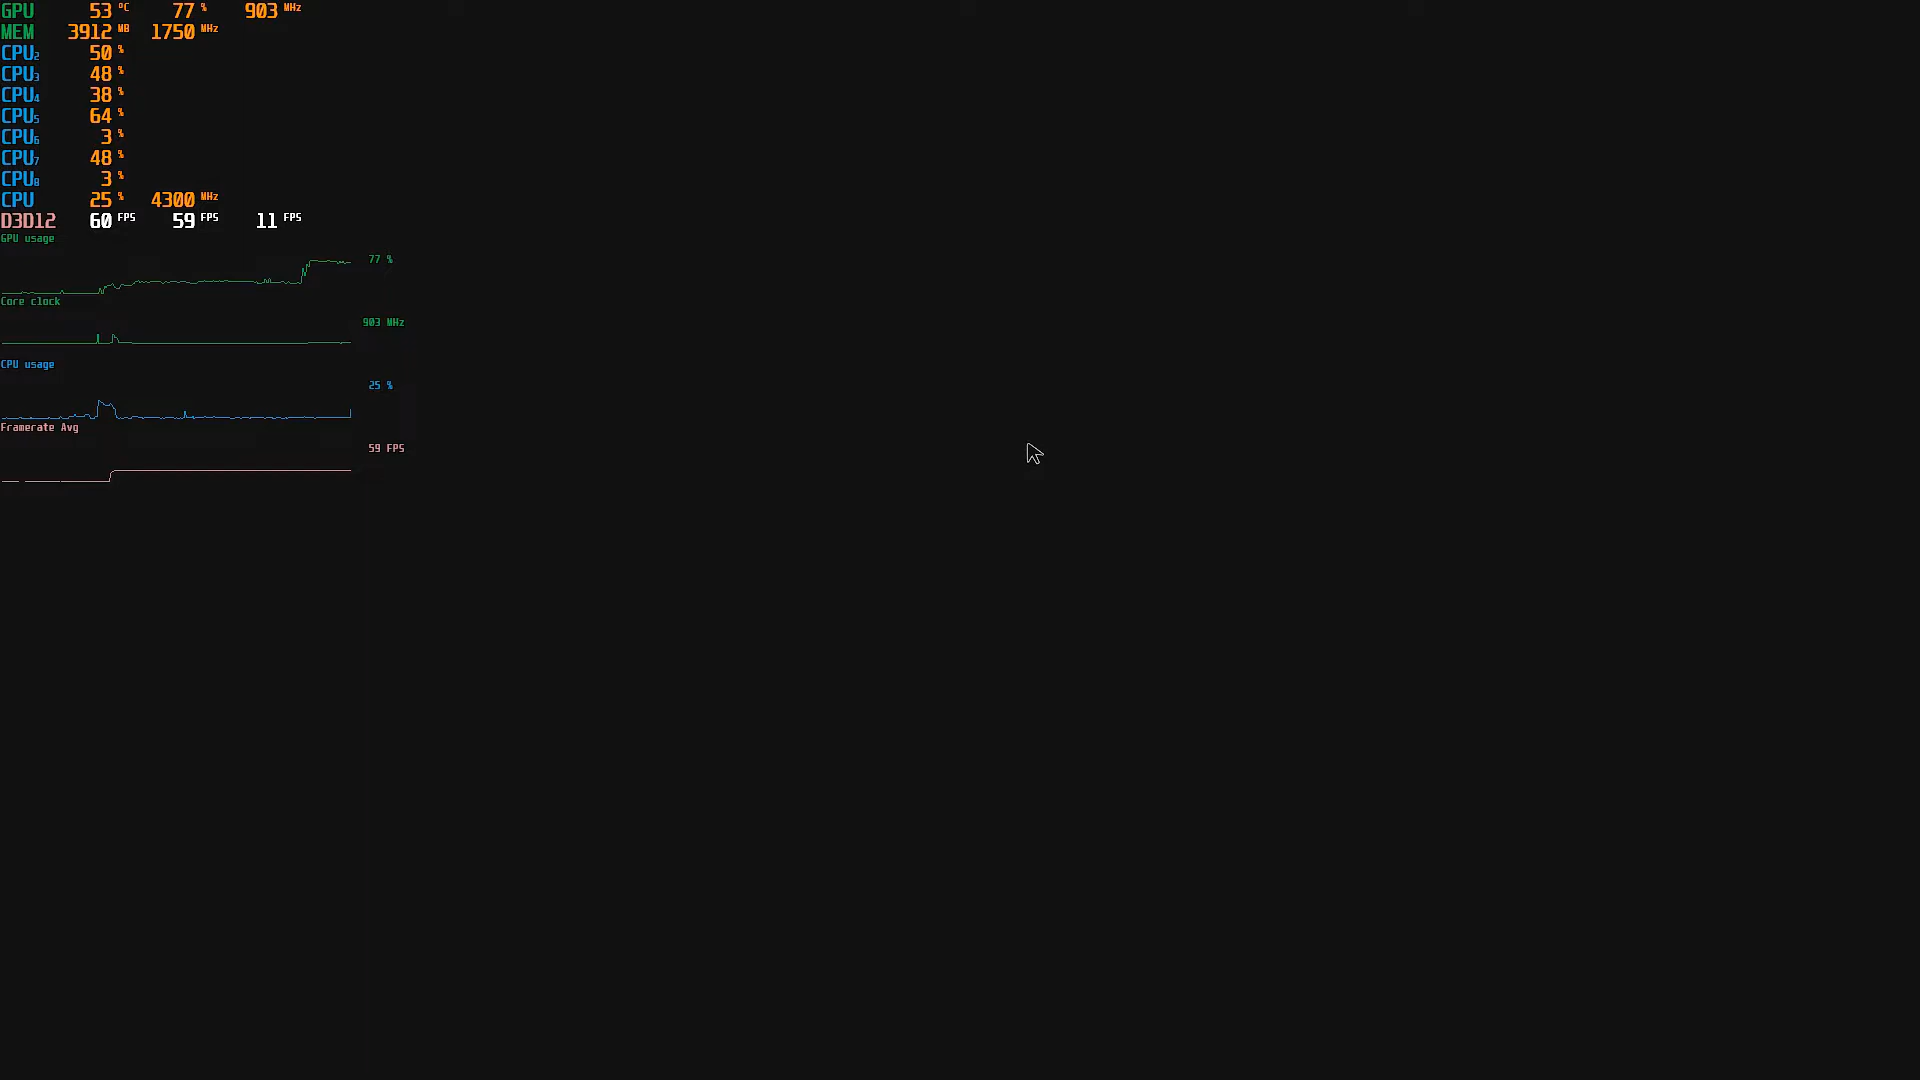 GPU 53 °C 77 % 903 MHz
MEM 3912 MB 1750 MHz
CPU2 50 %
CPU3 48 %
CPU4 38 %
CPU5 64 %
CPU6 3 %
CPU7 48 %
CPU8 3 %
CPU 25 % 4300 MHz
D3D12 60 FPS 59 FPS 11 FPS
GPU usage
77 %
Core clock
903 MHz
CPU usage
25 %
Framerate Avg
59 FPS